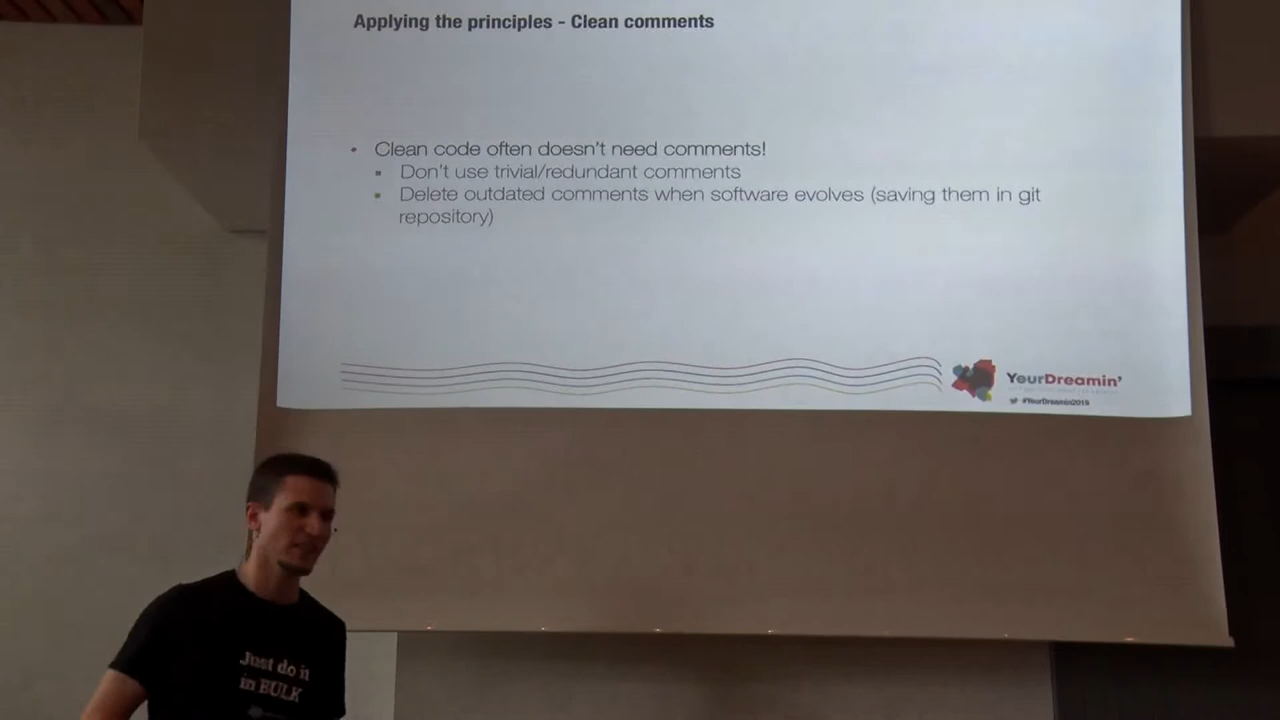 Applying the principles - Clean comments
Clean code often doesn't need comments!
Don't use trivial/redundant comments
Delete outdated comments when software evolves (saving them in git
repository)
YourDreamin'
#YourDreamin2019
Just do it
in BULK